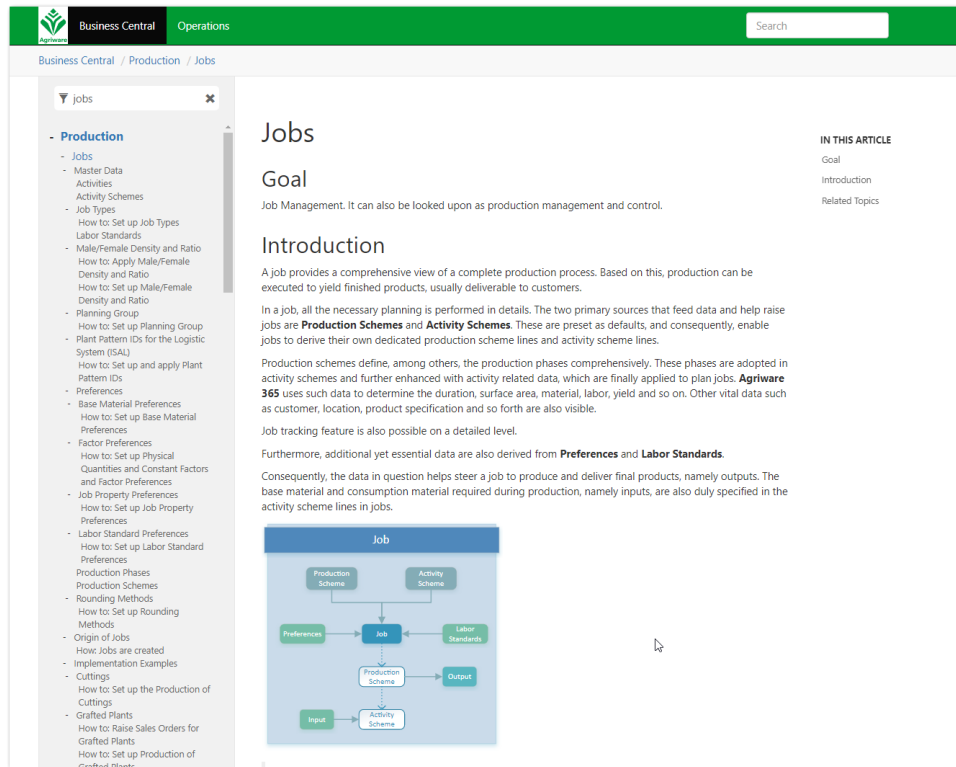 Agriware
Business Central
Operations
Search
Business Central / Production / Jobs
jobs
- Production
- Jobs
- Master Data
Activities
Activity Schemes
- Job Types
How to: Set up Job Types
Labor Standards
- Male/Female Density and Ratio
How to: Apply Male/Female
Density and Ratio
How to: Set up Male/Female
Density and Ratio
- Planning Group
How to: Set up Planning Group
- Plant Pattern IDs for the Logistic
System (ISAL)
How to: Set up and apply Plant
Pattern IDs
- Preferences
- Base Material Preferences
How to: Set up Base Material
Preferences
- Factor Preferences
How to: Set up Physical
Quantities and Constant Factors
and Factor Preferences
- Job Property Preferences
How to: Set up Job Property
Preferences
- Labor Standard Preferences
How to: Set up Labor Standard
Preferences
Production Phases
Production Schemes
- Rounding Methods
How to: Set up Rounding
Methods
- Origin of Jobs
How: Jobs are created
- Implementation Examples
- Cuttings
How to: Set up the Production of
Cuttings
- Grafted Plants
How to: Raise Sales Orders for
Grafted Plants
How to: Set up Production of
Grafted Plants
Jobs
Goal
Job Management. It can also be looked upon as production management and control.
Introduction
A job provides a comprehensive view of a complete production process. Based on this, production can be
executed to yield finished products, usually deliverable to customers.
In a job, all the necessary planning is performed in details. The two primary sources that feed data and help raise
jobs are Production Schemes and Activity Schemes. These are preset as defaults, and consequently, enable
jobs to derive their own dedicated production scheme lines and activity scheme lines.
Production schemes define, among others, the production phases comprehensively. These phases are adopted in
activity schemes and further enhanced with activity related data, which are finally applied to plan jobs. Agriware
365 uses such data to determine the duration, surface area, material, labor, yield and so on. Other vital data such
as customer, location, product specification and so forth are also visible.
Job tracking feature is also possible on a detailed level.
Furthermore, additional yet essential data are also derived from Preferences and Labor Standards.
Consequently, the data in question helps steer a job to produce and deliver final products, namely outputs. The
base material and consumption material required during production, namely inputs, are also duly specified in the
activity scheme lines in jobs.
Job
Production
Scheme
Activity
Scheme
Preferences
Job
Labor
Standards
Production
Scheme
Output
Input
Activity
Scheme
IN THIS ARTICLE
Goal
Introduction
Related Topics